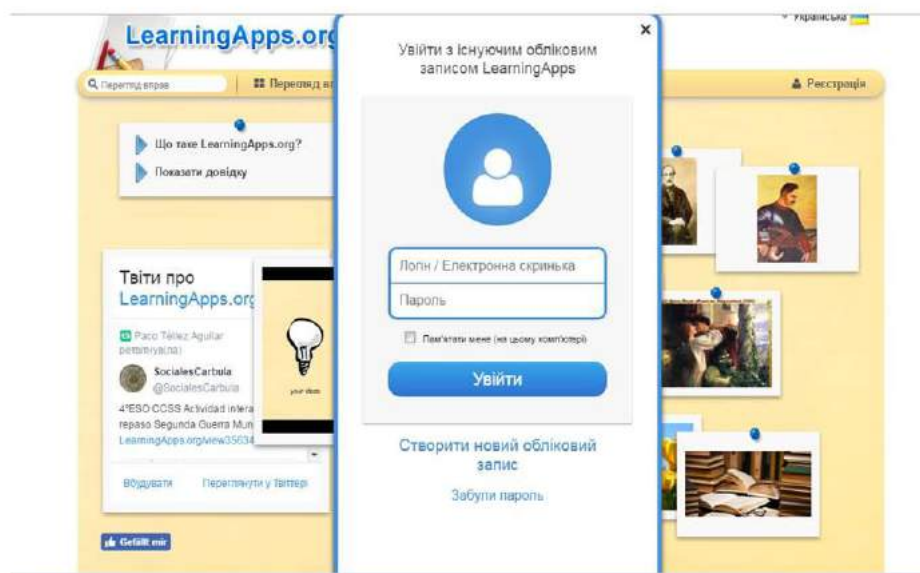 LearningApps.org
Українська
Перегляд вправ
Перегляд вп
Реєстрація
Що таке LearningApps.org?
Показати довідку
Твіти про
LearningApps.org
Paco Téllez Aguilar
SocialesCarbula
@SocialesCarbula
4ºESO CCSS Actividad intera
repaso Segunda Guerra Mun
LearningApps.org/view35634
Вбудувати
Переглянути у Твіттері
Gefällt mir
your ideas
x
Увійти з існуючим обліковим
записом LearningApps
Логін / Електронна скринька
Пароль
Пам'ятати мене (на цьому комп'ютері)
Увійти
Створити новий обліковий
запис
Забули пароль